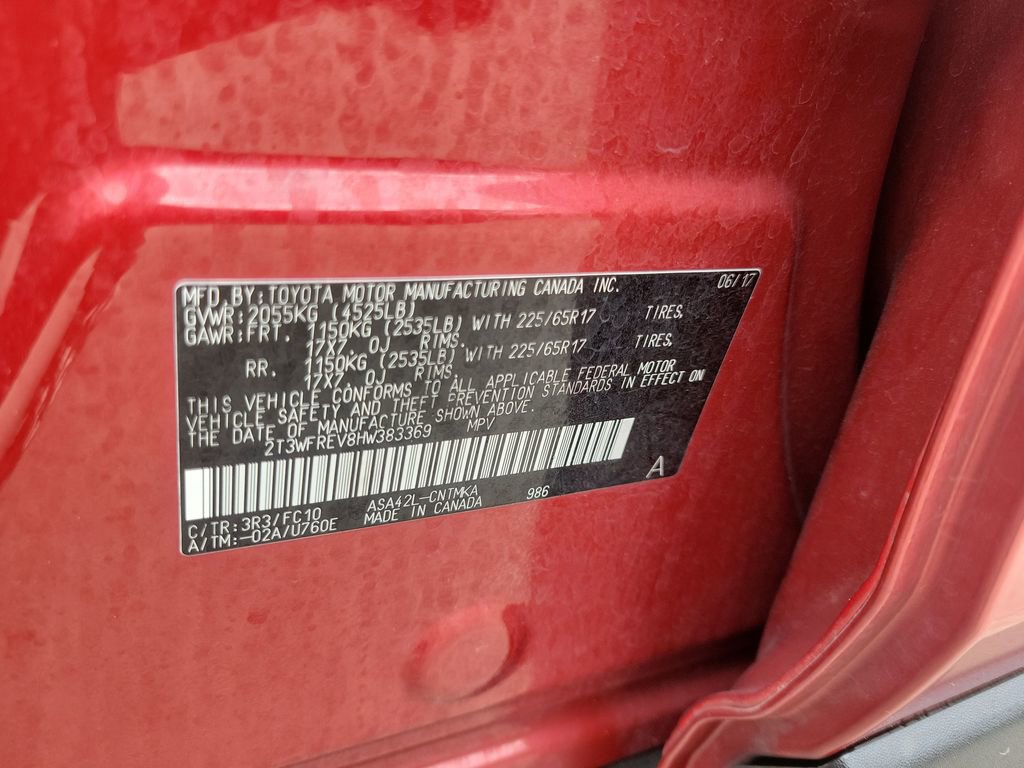 MFD.BY:TOYOTA MOTOR MANUFACTURING CANADA INC. 06/17
GVWR:2055KG (4525LB)
GAWR:FRT. 1150KG (2535LB) WITH 225/65R17 TIRES,
17X7.0J RIMS.
RR. 1150KG (2535LB) WITH 225/65R17 TIRES,
17X7.0J RIMS.
THIS VEHICLE CONFORMS TO ALL APPLICABLE FEDERAL MOTOR
VEHICLE SAFETY AND THEFT PREVENTION STANDARDS IN EFFECT ON
THE DATE OF MANUFACTURE SHOWN ABOVE.
2T3WFREV8HW383369 MPV
A
C/TR:3R3/FC10 ASA42L-CNTMKA 986
A/TM:-02A/U760E MADE IN CANADA